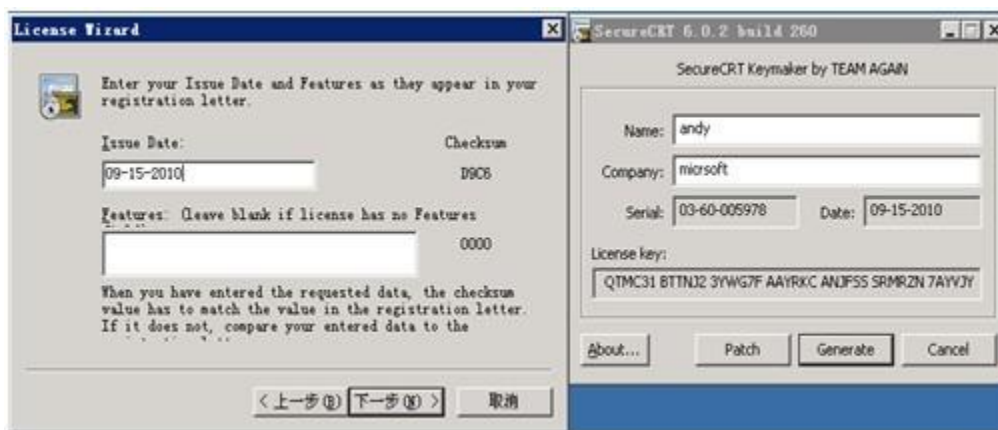 License Wizard
Enter your Issue Date and Features as they appear in your
registration letter.
Issue Date:
Checksum
09-15-2010
D9C6
Features: (Leave blank if license has no Features
0000
When you have entered the requested data, the checksum
value has to match the value in the registration letter.
If it does not, compare your entered data to the
< 上一步(B)
下一步(N) >
取消
SecureCRT 6.0.2 build 260
SecureCRT Keymaker by TEAM AGAiN
Name: andy
Company: micrsoft
Serial: 03-60-005978 Date: 09-15-2010
License key:
QTMC31 BTTNJ2 3YWG7F AAYRKC ANJFSS SRMRZN 7AYVJY
About... Patch Generate Cancel